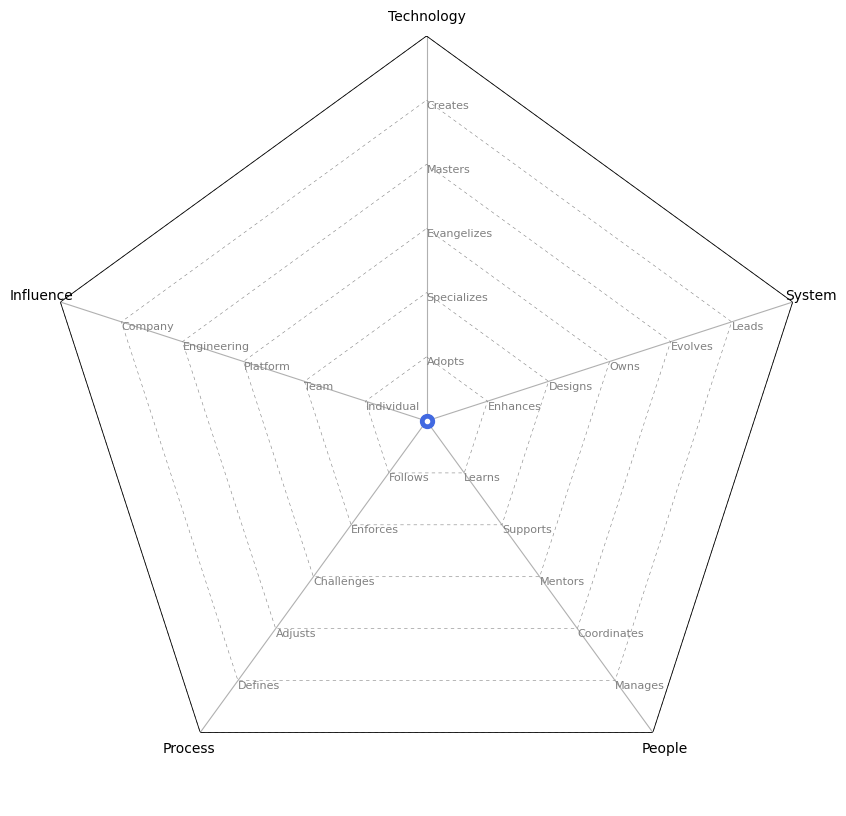 Technology
Creates
Masters
Evangelizes
Specializes
Adopts
Influence
Company
Engineering
Platform
Team
Individual
System
Leads
Evolves
Owns
Designs
Enhances
Follows
Enforces
Challenges
Adjusts
Defines
Process
Learns
Supports
Mentors
Coordinates
Manages
People